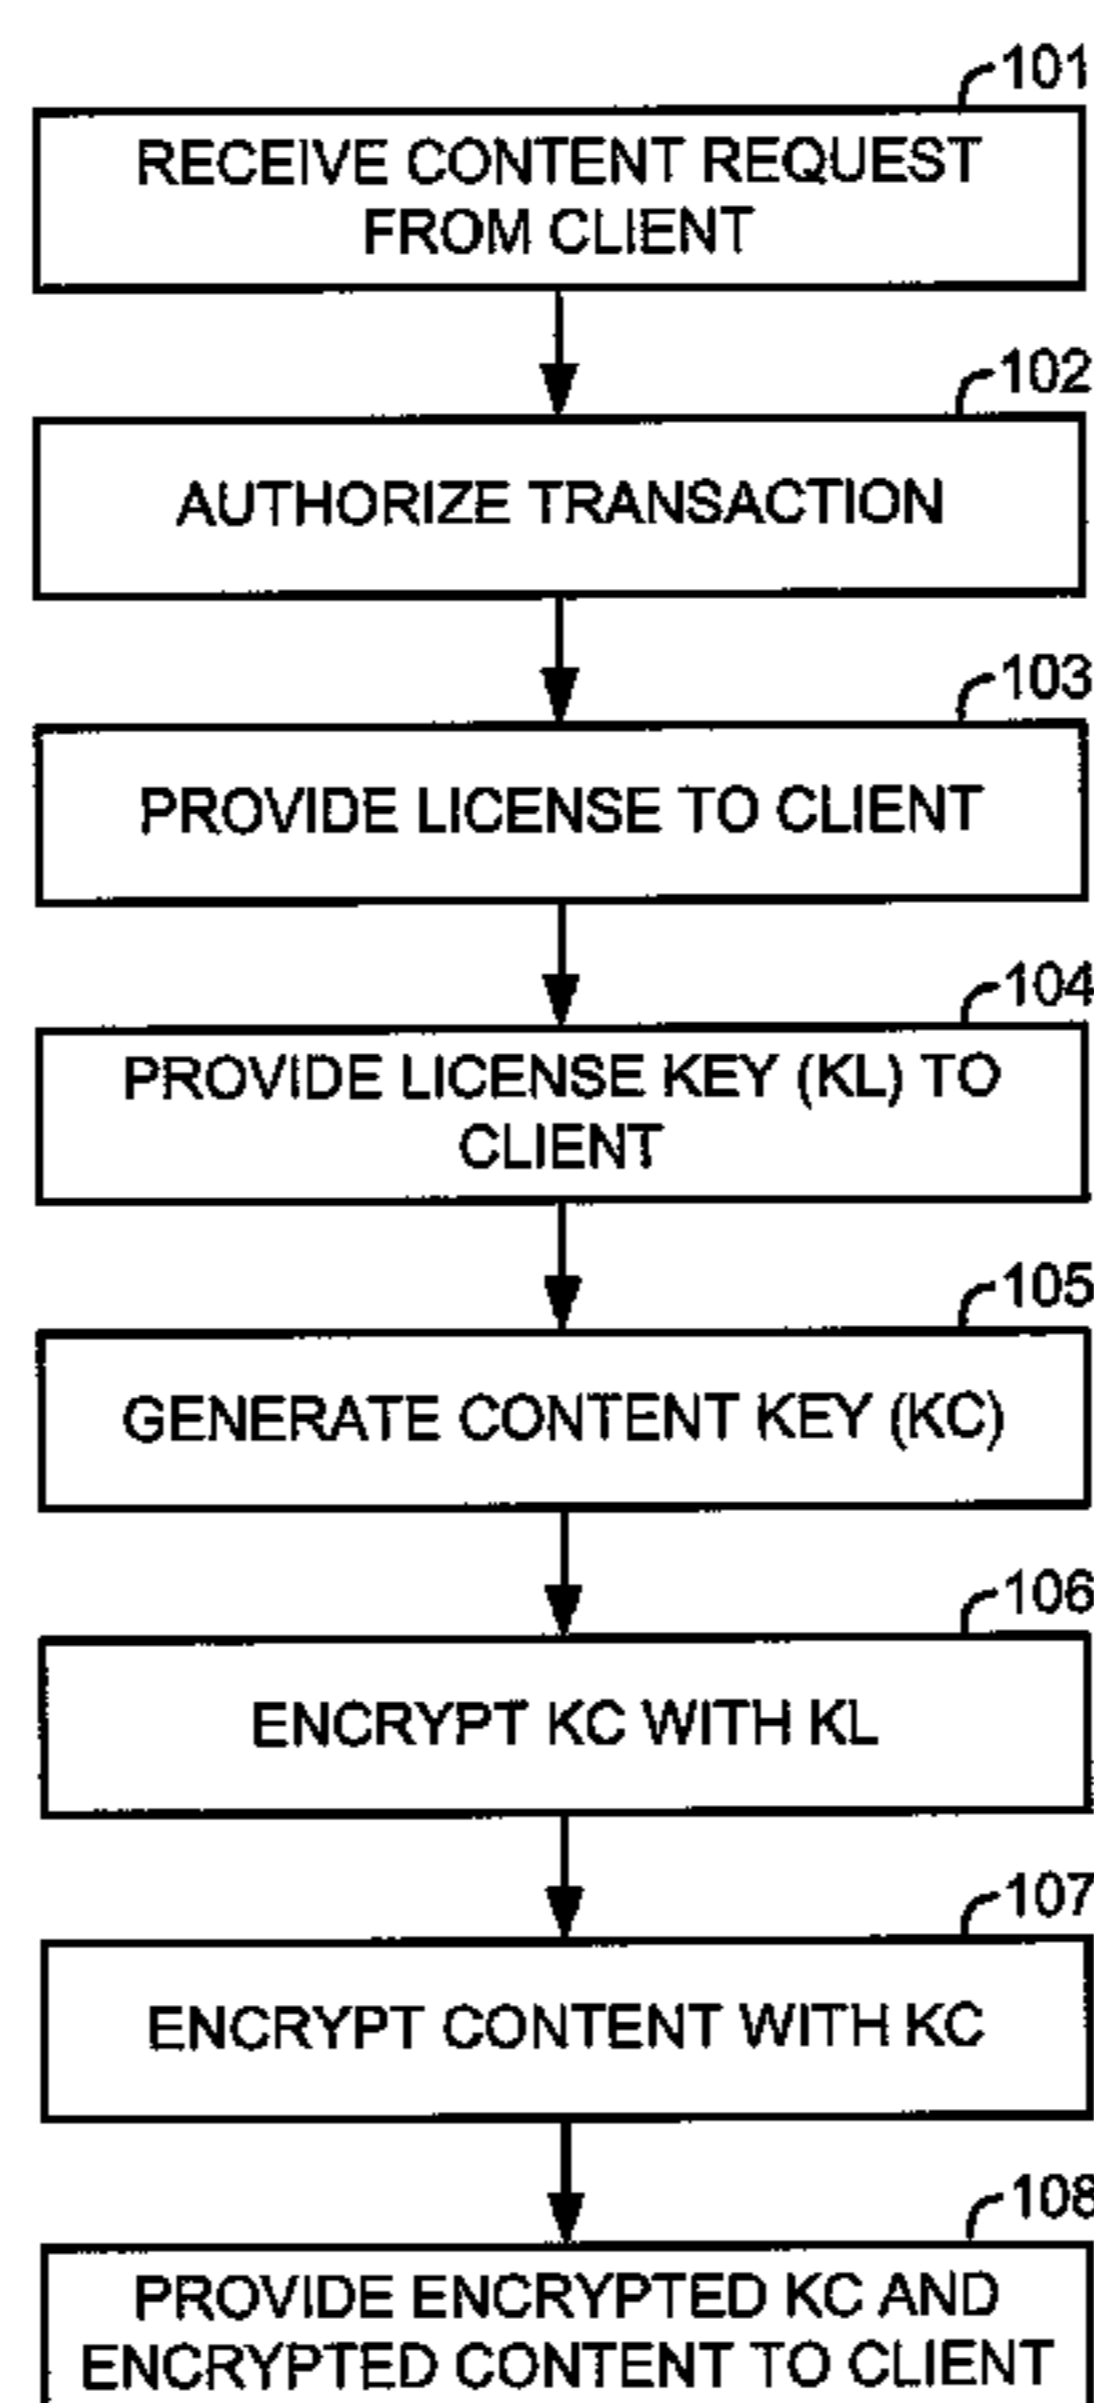 101
RECEIVE CONTENT REQUEST
FROM CLIENT
102
AUTHORIZE TRANSACTION
103
PROVIDE LICENSE TO CLIENT
104
PROVIDE LICENSE KEY (KL) TO
CLIENT
105
GENERATE CONTENT KEY (KC)
106
ENCRYPT KC WITH KL
107
ENCRYPT CONTENT WITH KC
108
PROVIDE ENCRYPTED KC AND
ENCRYPTED CONTENT TO CLIENT